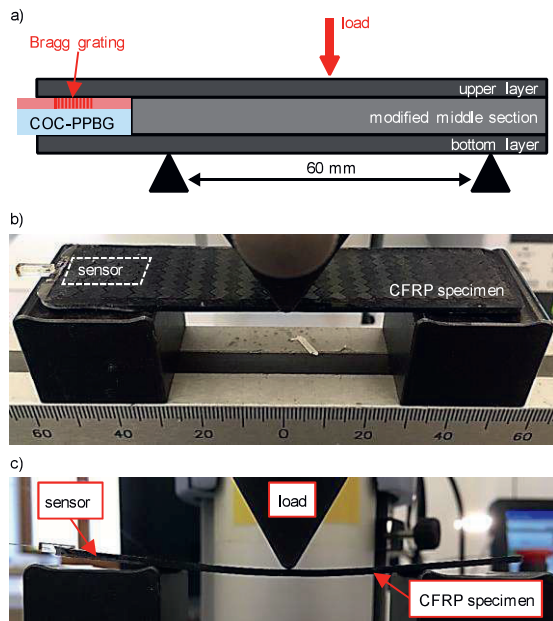 a)
Bragg grating
load
upper layer
COC-PPBG
modified middle section
bottom layer
60 mm
b)
sensor
CFRP specimen
60 40 20 0 20 40 60
c)
sensor
load
CFRP specimen